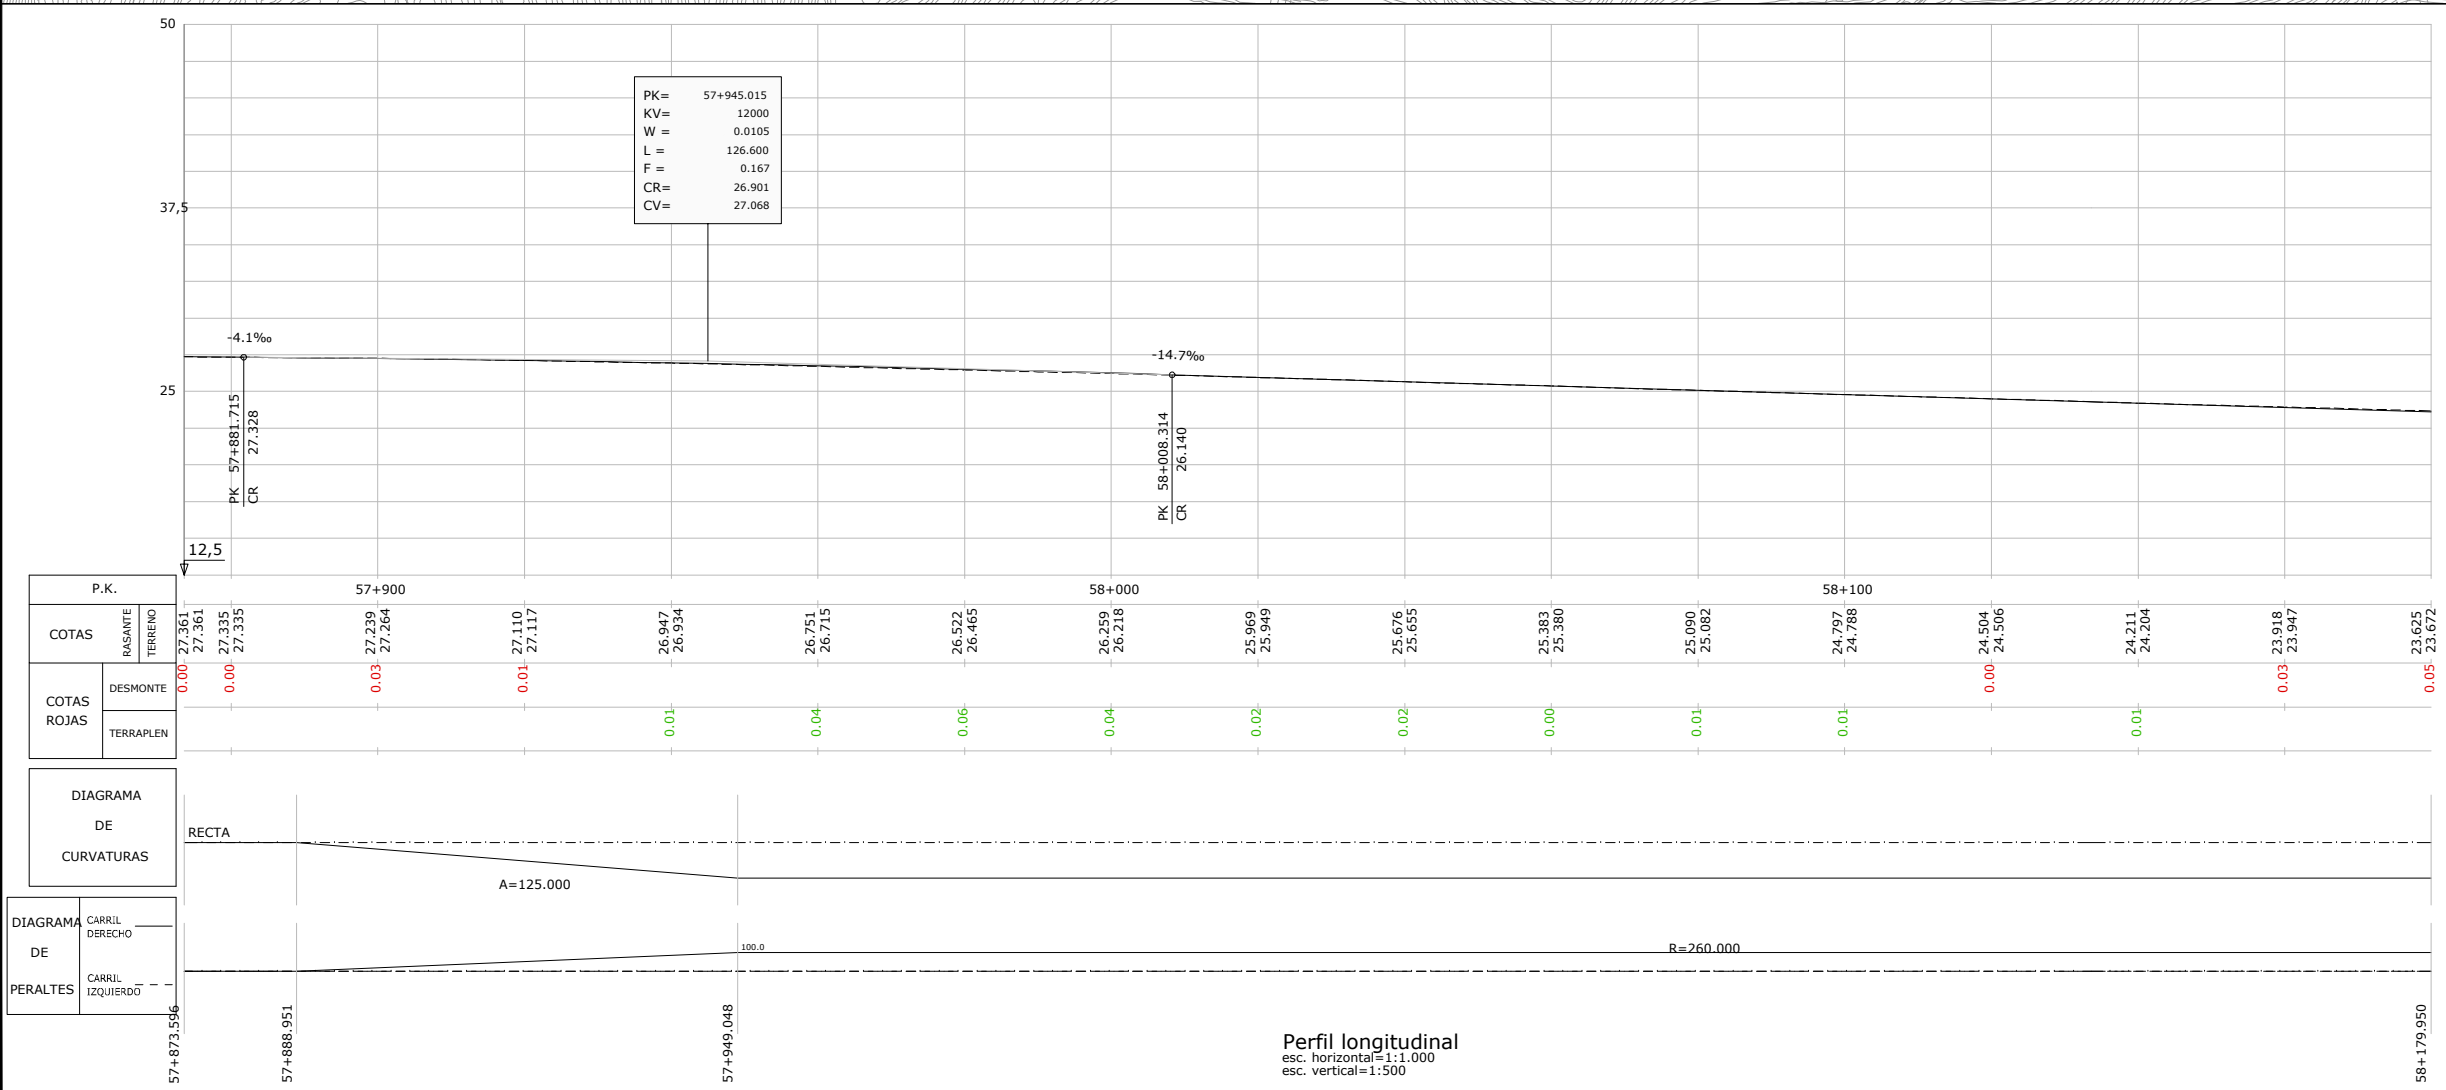 50
37,5
25
12,5
PK= 57+945.015
KV= 12000
W = 0.0105
L = 126.600
F = 0.167
CR= 26.901
CV= 27.068
-4.1‰
PK 57+881.715
CR 27.328
-14.7‰
PK 58+008.314
CR 26.140
P.K.
57+900 58+000 58+100
COTAS
RASANTE
TERRENO
27.361 27.335 27.239 27.110 26.947 26.751 26.522 26.259 25.969 25.676 25.383 25.090 24.797 24.504 24.211 23.918 23.625
27.361 27.335 27.264 27.117 26.934 26.715 26.465 26.218 25.949 25.655 25.380 25.082 24.788 24.506 24.204 23.947 23.672
COTAS
ROJAS
DESMONTE
0.00 0.00 0.03 0.01 0.00 0.03 0.05
TERRAPLEN
0.01 0.04 0.06 0.04 0.02 0.02 0.00 0.01 0.01 0.01
DIAGRAMA
DE
CURVATURAS
RECTA
A=125.000
DIAGRAMA
DE
PERALTES
CARRIL
DERECHO
CARRIL
IZQUIERDO
100.0
R=260.000
57+873.596
57+888.951
57+949.048
58+179.950
Perfil longitudinal
esc. horizontal=1:1.000
esc. vertical=1:500